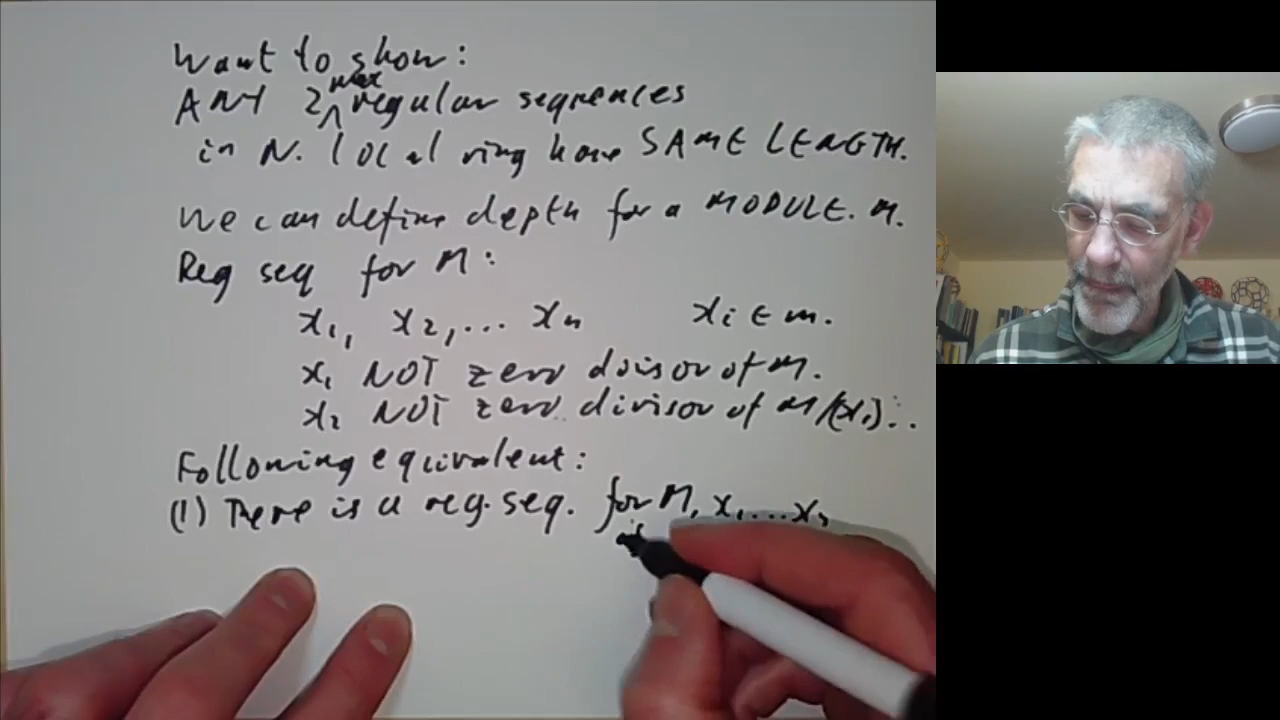 Want to show:
ANY 2 max regular sequences
in N. local ring have SAME LENGTH.
We can define depth for a MODULE. M.
Reg seq for M:
x₁, x₂, ... xₙ xᵢ ∈ m.
x₁ NOT zero divisor of M.
x₂ NOT zero divisor of M/(x₁)...
Following equivalent:
(1) There is a reg. seq. for M, x₁...xₙ